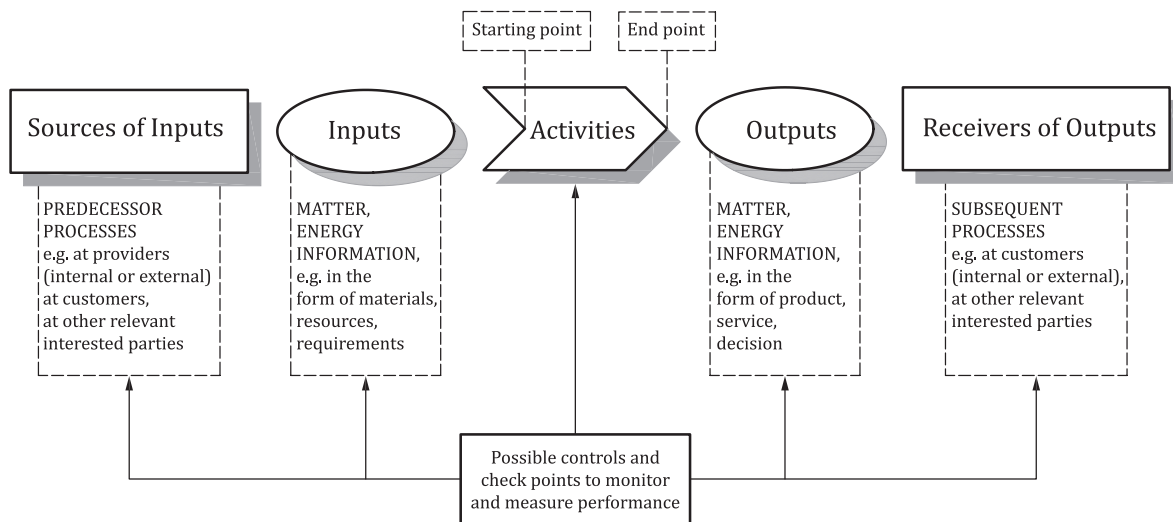 Starting point
End point
Sources of Inputs
Inputs
Activities
Outputs
Receivers of Outputs
PREDECESSOR
PROCESSES
e.g. at providers
(internal or external)
at customers,
at other relevant
interested parties
MATTER,
ENERGY
INFORMATION,
e.g. in the
form of materials,
resources,
requirements
MATTER,
ENERGY
INFORMATION,
e.g. in the
form of product,
service,
decision
SUBSEQUENT
PROCESSES
e.g. at customers
(internal or external),
at other relevant
interested parties
Possible controls and
check points to monitor
and measure performance